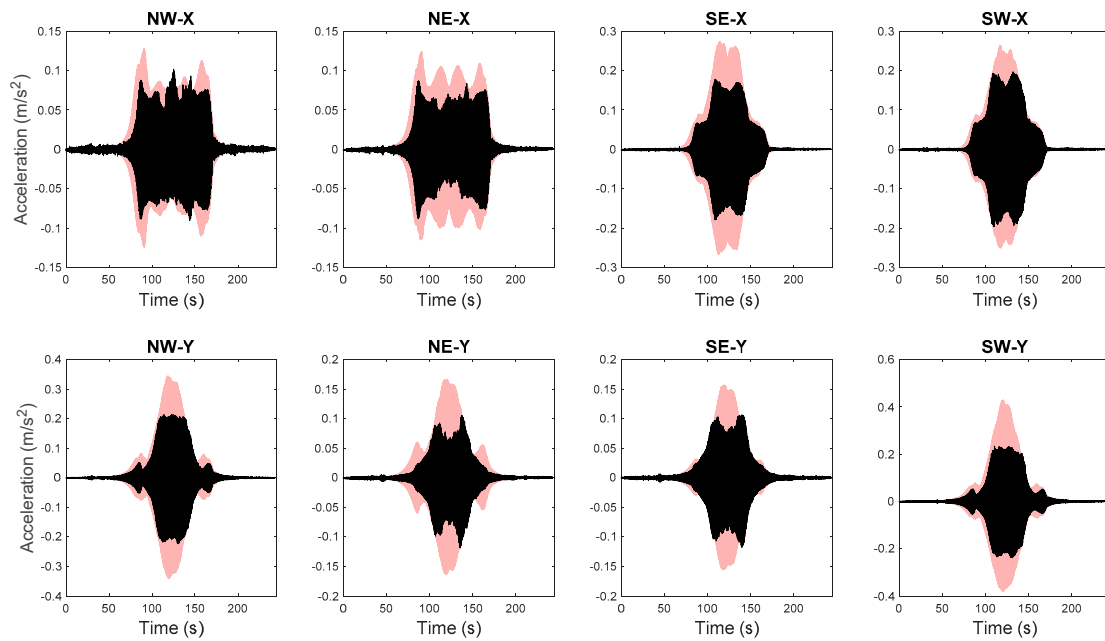 NW-X NE-X SE-X SW-X
0.15 0.15 0.3 0.3
0.1 0.1 0.2 0.2
0.05 0.05 0.1 0.1
0 0 0 0
-0.05 -0.05 -0.1 -0.1
-0.1 -0.1 -0.2 -0.2
-0.15 -0.15 -0.3 -0.3
Acceleration (m/s²)
0 50 100 150 200 0 50 100 150 200 0 50 100 150 200 0 50 100 150 200
Time (s) Time (s) Time (s) Time (s)
NW-Y NE-Y SE-Y SW-Y
0.4 0.2 0.2 0.6
0.3 0.15 0.15 0.4
0.2 0.1 0.1 0.2
0.1 0.05 0.05 0
0 0 0 -0.2
-0.1 -0.05 -0.05 -0.4
-0.2 -0.1 -0.1
-0.3 -0.15 -0.15
-0.4 -0.2 -0.2
Acceleration (m/s²)
0 50 100 150 200 0 50 100 150 200 0 50 100 150 200 0 50 100 150 200
Time (s) Time (s) Time (s) Time (s)